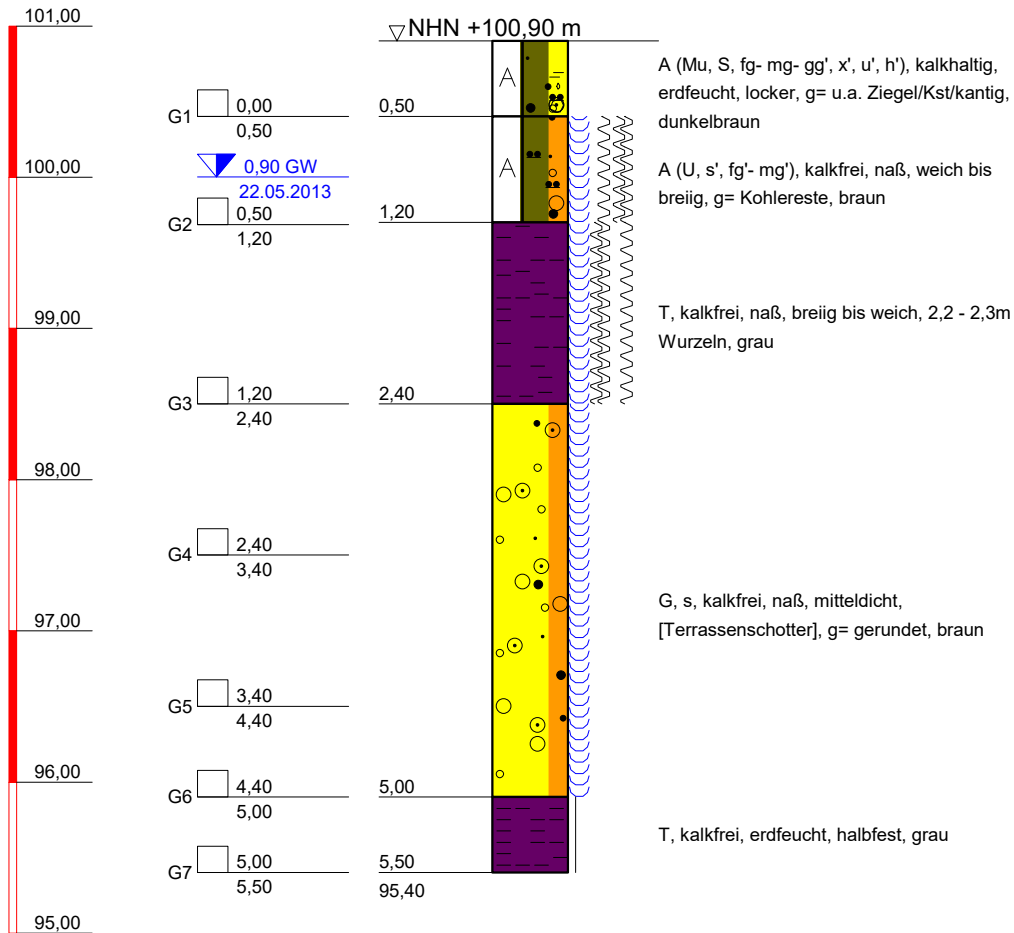 101,00
NHN +100,90 m
A (Mu, S, fg- mg- gg', x', u', h'), kalkhaltig,
erdfeucht, locker, g= u.a. Ziegel/Kst/kantig,
dunkelbraun
A
G1
0,00
0,50
0,50
100,00
0,90 GW
22.05.2013
A (U, s', fg'- mg'), kalkfrei, naß, weich bis
breiig, g= Kohlereste, braun
A
G2
0,50
1,20
1,20
99,00
T, kalkfrei, naß, breiig bis weich, 2,2 - 2,3m
Wurzeln, grau
G3
1,20
2,40
2,40
98,00
G4
2,40
3,40
97,00
G, s, kalkfrei, naß, mitteldicht,
[Terrassenschotter], g= gerundet, braun
G5
3,40
4,40
96,00
G6
4,40
5,00
5,00
T, kalkfrei, erdfeucht, halbfest, grau
G7
5,00
5,50
5,50
95,40
95,00